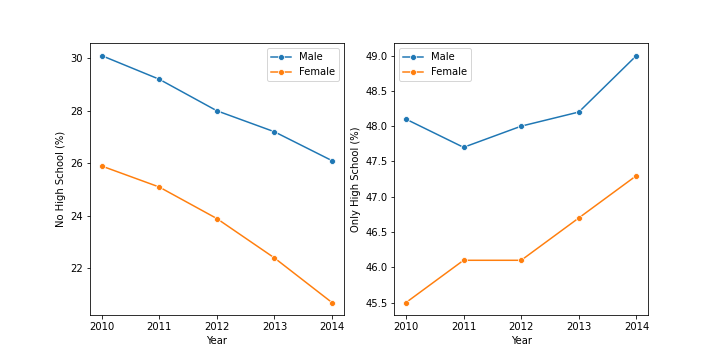 Male
Female
30
28
26
24
22
No High School (%)
2010 2011 2012 2013 2014
Year
Male
Female
49.0
48.5
48.0
47.5
47.0
46.5
46.0
45.5
Only High School (%)
2010 2011 2012 2013 2014
Year